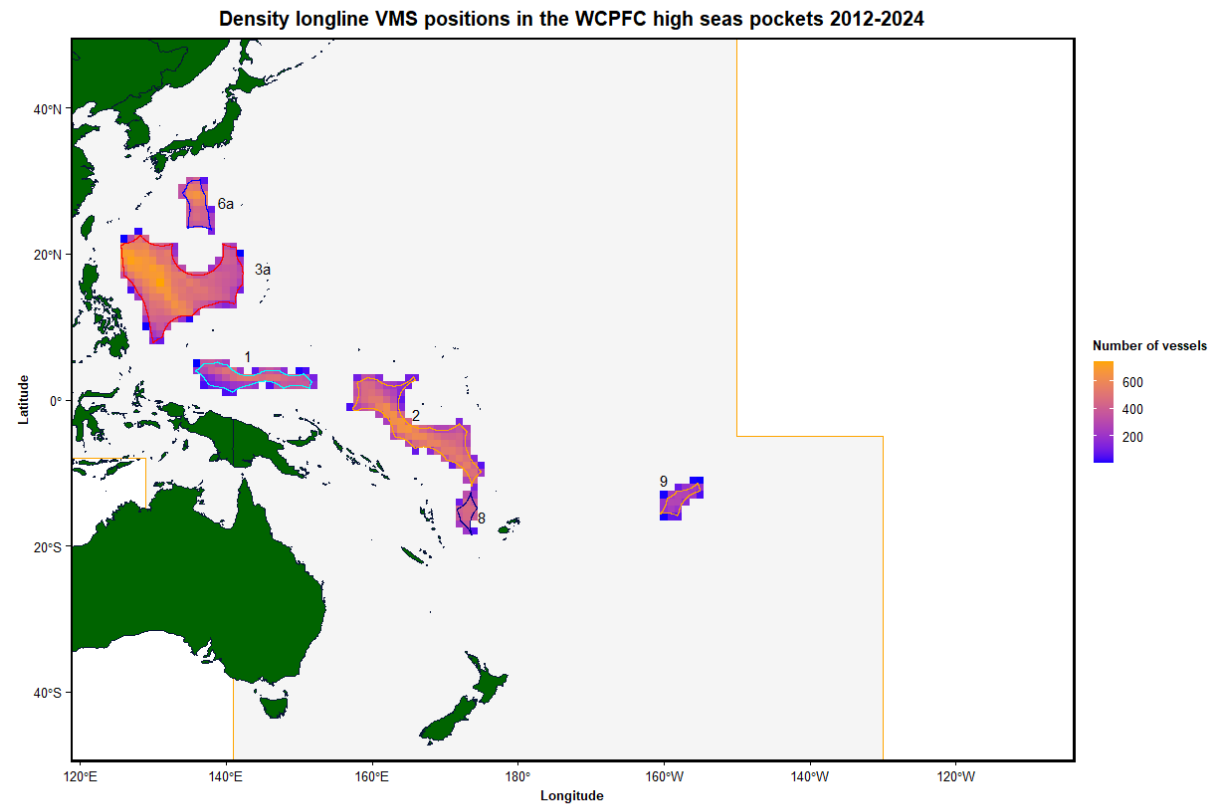 Density longline VMS positions in the WCPFC high seas pockets 2012-2024
40°N
20°N
0°
20°S
40°S
Latitude
6a
3a
1
2
8
9
120°E
140°E
160°E
180°
160°W
140°W
120°W
Longitude
Number of vessels
600
400
200